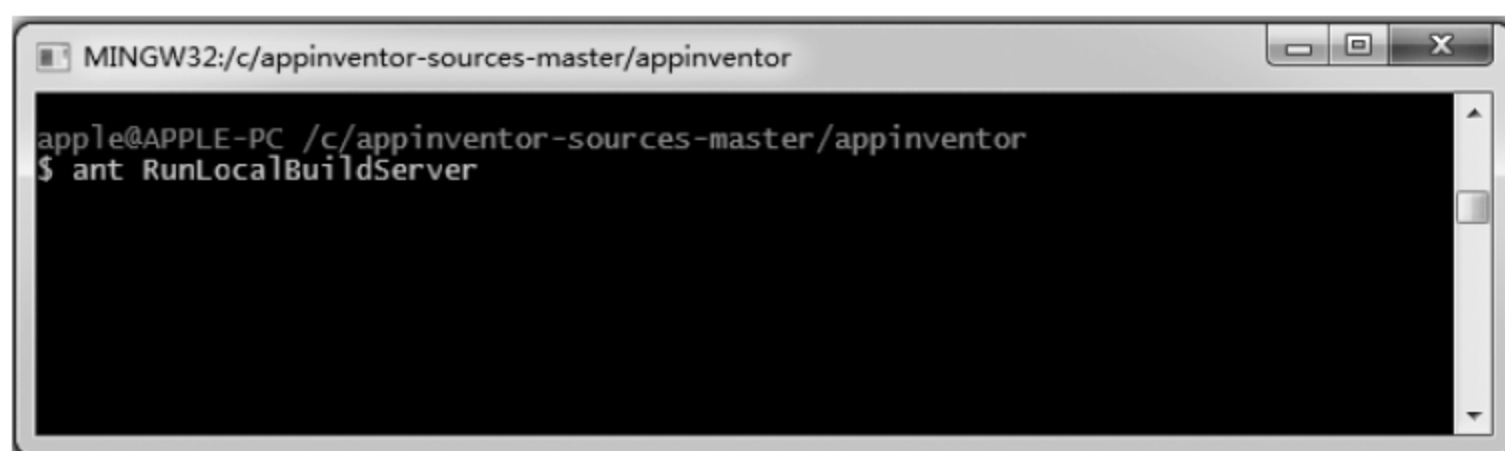 MINGW32:/c/appinventor-sources-master/appinventor
apple@APPLE-PC /c/appinventor-sources-master/appinventor
$ ant RunLocalBuildServer